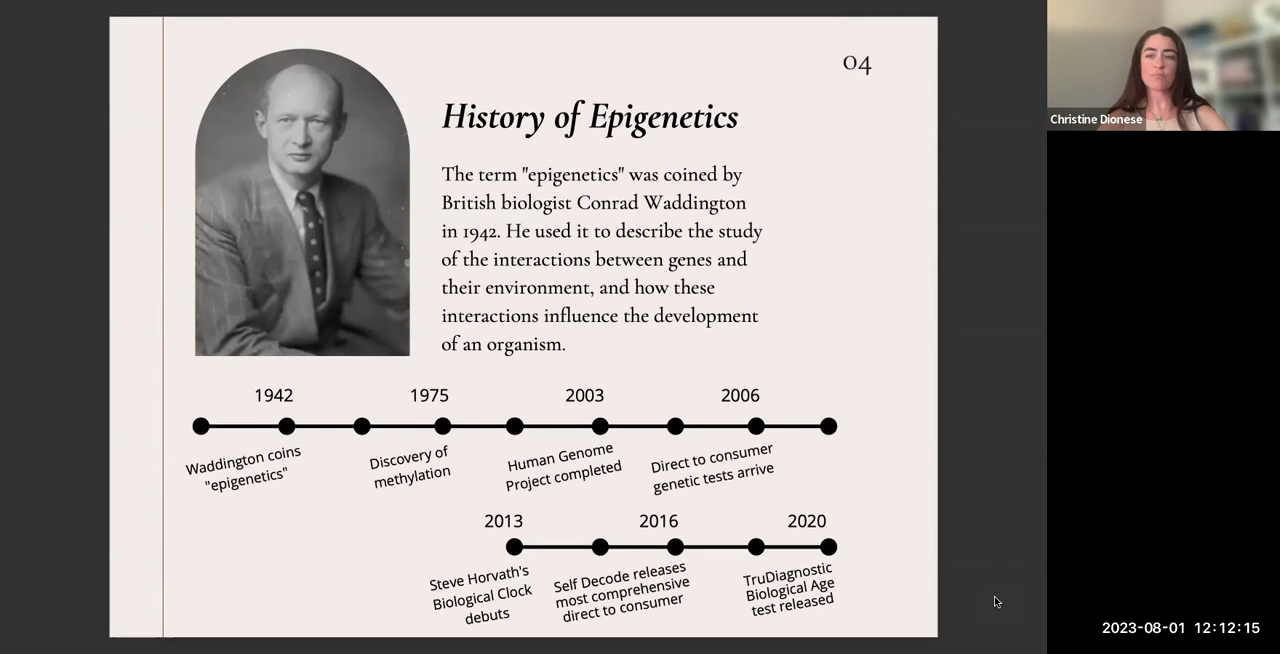 04
History of Epigenetics
The term "epigenetics" was coined by
British biologist Conrad Waddington
in 1942. He used it to describe the study
of the interactions between genes and
their environment, and how these
interactions influence the development
of an organism.
1942
1975
2003
2006
Waddington coins
"epigenetics"
Discovery of
methylation
Human Genome
Project completed
Direct to consumer
genetic tests arrive
2013
2016
2020
Steve Horvath's
Biological Clock
debuts
Self Decode releases
most comprehensive
direct to consumer
TruDiagnostic
Biological Age
test released
Christine Dionese
2023-08-01 12:12:15